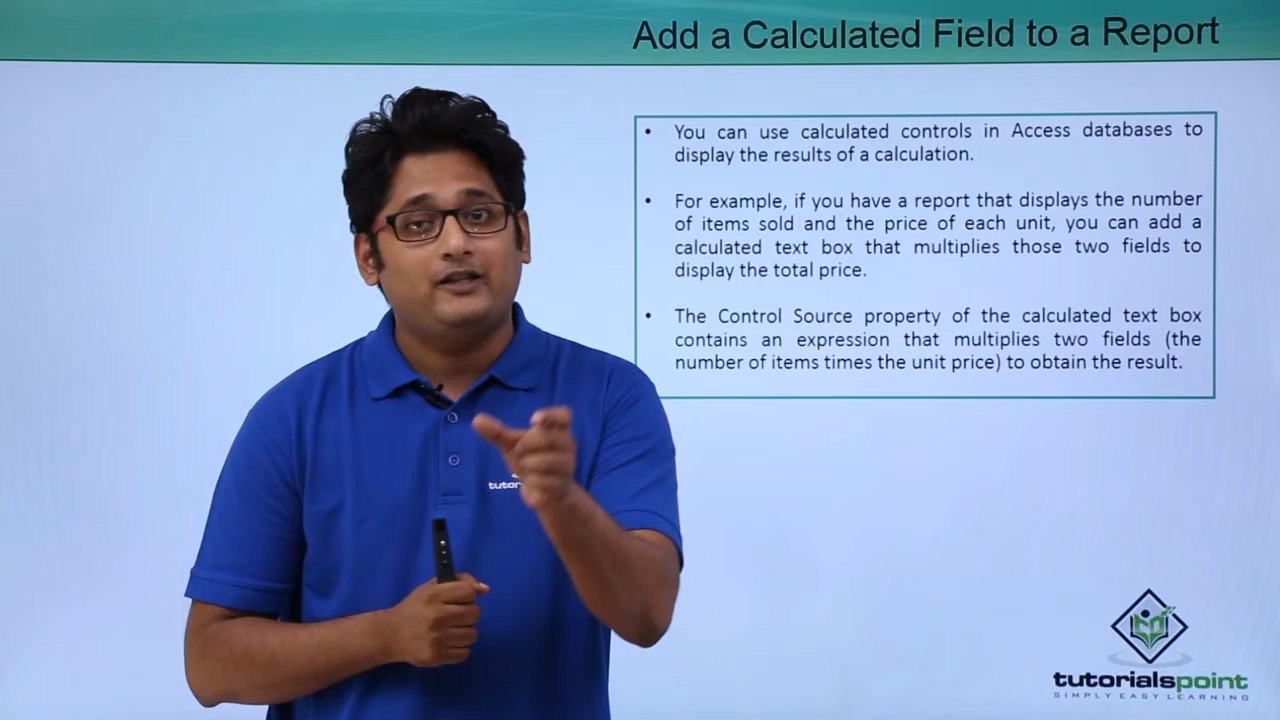 Add a Calculated Field to a Report
• You can use calculated controls in Access databases to
display the results of a calculation.
• For example, if you have a report that displays the number
of items sold and the price of each unit, you can add a
calculated text box that multiplies those two fields to
display the total price.
• The Control Source property of the calculated text box
contains an expression that multiplies two fields (the
number of items times the unit price) to obtain the result.
tutorialspoint
SIMPLY EASY LEARNING